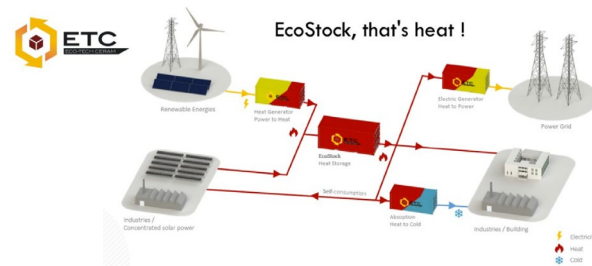 ETC
ECO-TECH CERAM
EcoStock, that's heat !
Renewable Energies
Heat Generator
Power to Heat
Electric Generator
Heat to Power
Power Grid
EcoStock
Heat Storage
Self-consumption
Industries /
Concentrated solar power
Absorption
Heat to Cold
Industries / Building
Electrici
Heat
Cold